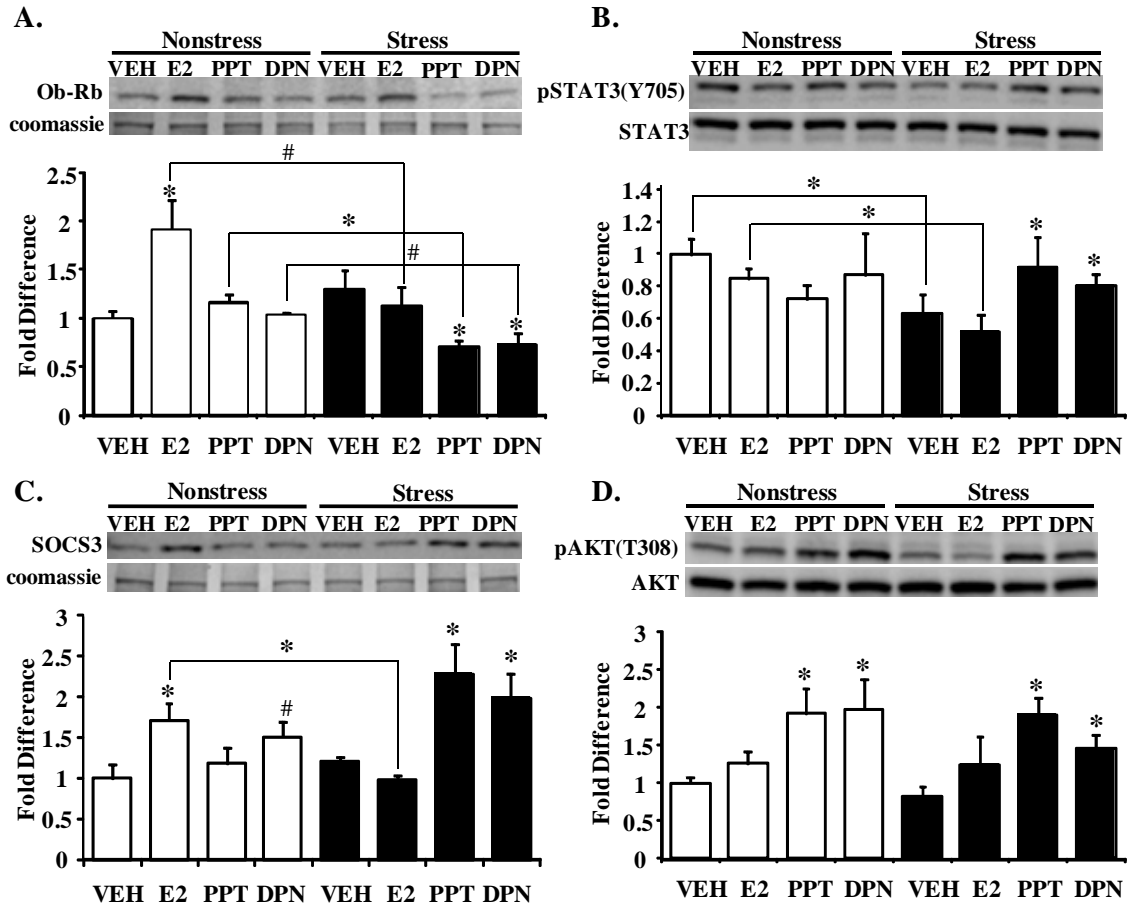 A.
Nonstress Stress
VEH E2 PPT DPN VEH E2 PPT DPN
Ob-Rb
coomassie
#
*
#
* * *
2.5
2
1.5
1
0.5
0
Fold Difference
VEH E2 PPT DPN VEH E2 PPT DPN
B.
Nonstress Stress
VEH E2 PPT DPN VEH E2 PPT DPN
pSTAT3(Y705)
STAT3
*
*
* *
1.4
1.2
1
0.8
0.6
0.4
0.2
0
Fold Difference
VEH E2 PPT DPN VEH E2 PPT DPN
C.
Nonstress Stress
VEH E2 PPT DPN VEH E2 PPT DPN
SOCS3
coomassie
*
* # * *
3
2.5
2
1.5
1
0.5
0
Fold Difference
VEH E2 PPT DPN VEH E2 PPT DPN
D.
Nonstress Stress
VEH E2 PPT DPN VEH E2 PPT DPN
pAKT(T308)
AKT
* * * *
3
2.5
2
1.5
1
0.5
0
Fold Difference
VEH E2 PPT DPN VEH E2 PPT DPN